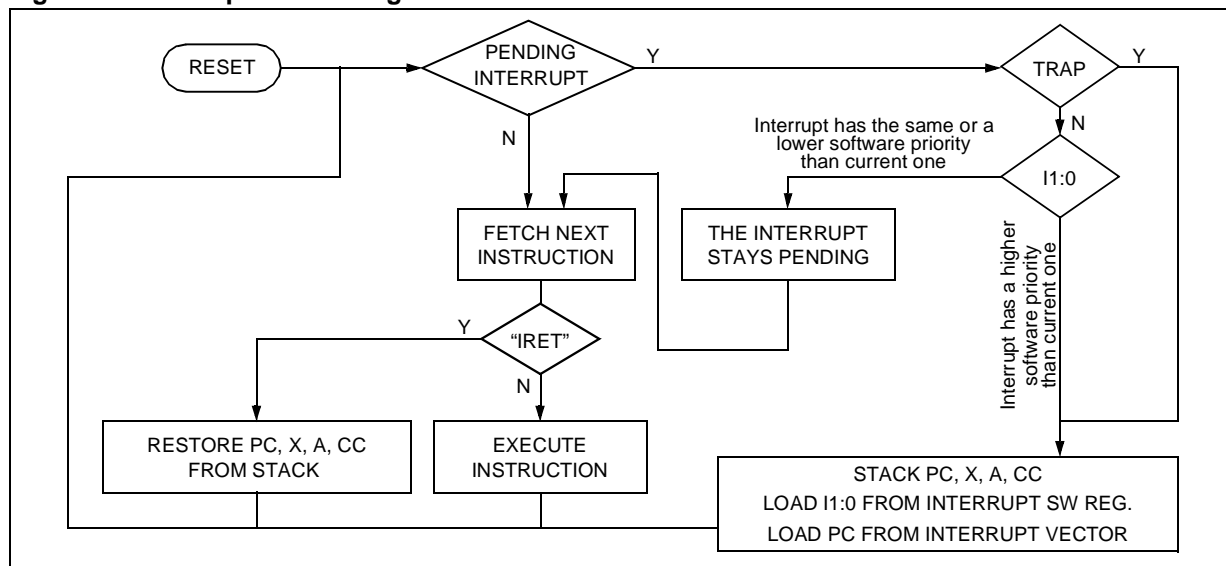 RESET
PENDING
INTERRUPT
Y
TRAP
Y
N
N
Interrupt has the same or a
lower software priority
than current one
I1:0
FETCH NEXT
INSTRUCTION
THE INTERRUPT
STAYS PENDING
Interrupt has a higher
software priority
than current one
Y
“IRET”
N
RESTORE PC, X, A, CC
FROM STACK
EXECUTE
INSTRUCTION
STACK PC, X, A, CC
LOAD I1:0 FROM INTERRUPT SW REG.
LOAD PC FROM INTERRUPT VECTOR